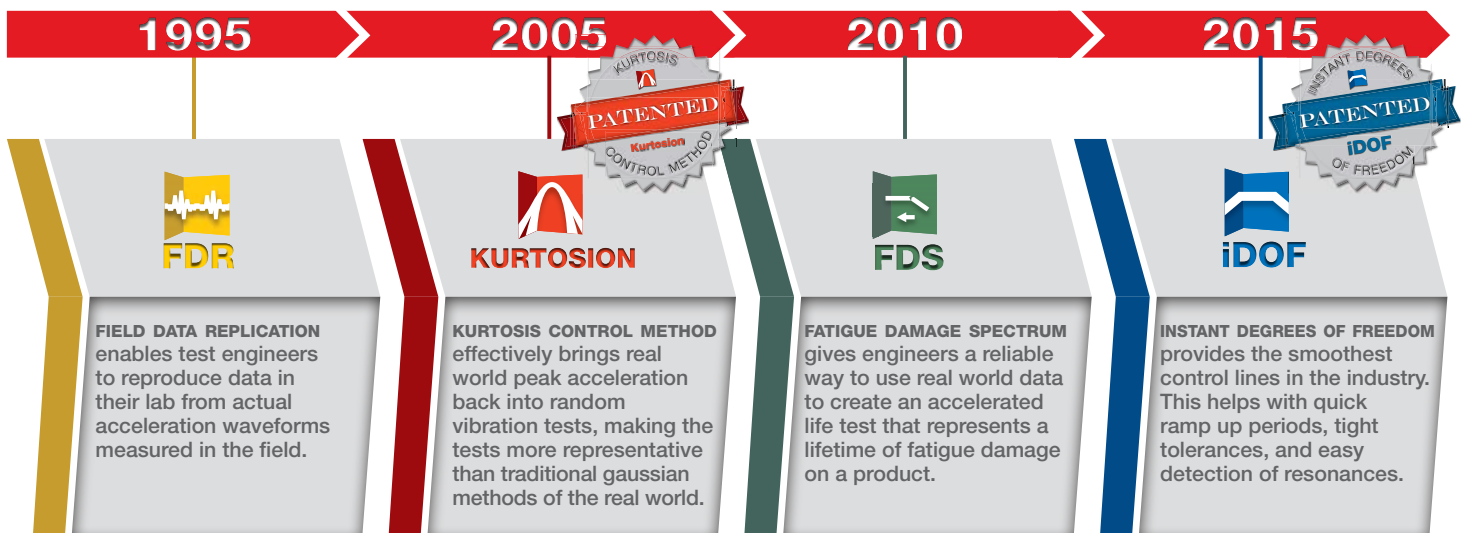 1995
2005
2010
2015
KURTOSIS
PATENTED
Kurtosion
CONTROL METHOD
INSTANT DEGREES
PATENTED
iDOF
OF FREEDOM
FDR
KURTOSION
FDS
iDOF
FIELD DATA REPLICATION
enables test engineers
to reproduce data in
their lab from actual
acceleration waveforms
measured in the field.
KURTOSIS CONTROL METHOD
effectively brings real
world peak acceleration
back into random
vibration tests, making the
tests more representative
than traditional gaussian
methods of the real world.
FATIGUE DAMAGE SPECTRUM
gives engineers a reliable
way to use real world data
to create an accelerated
life test that represents a
lifetime of fatigue damage
on a product.
INSTANT DEGREES OF FREEDOM
provides the smoothest
control lines in the industry.
This helps with quick
ramp up periods, tight
tolerances, and easy
detection of resonances.